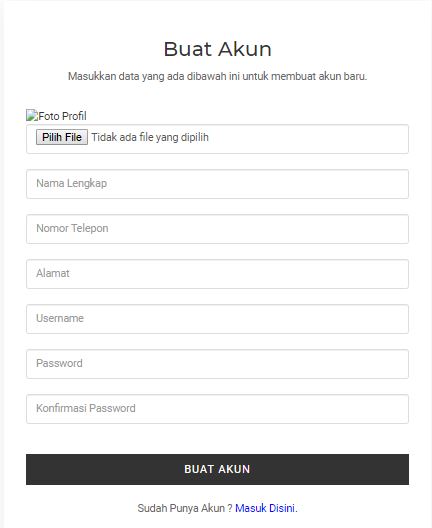 Buat Akun
Masukkan data yang ada dibawah ini untuk membuat akun baru.
Foto Profil
Pilih File Tidak ada file yang dipilih
Nama Lengkap
Nomor Telepon
Alamat
Username
Password
Konfirmasi Password
BUAT AKUN
Sudah Punya Akun ? Masuk Disini.